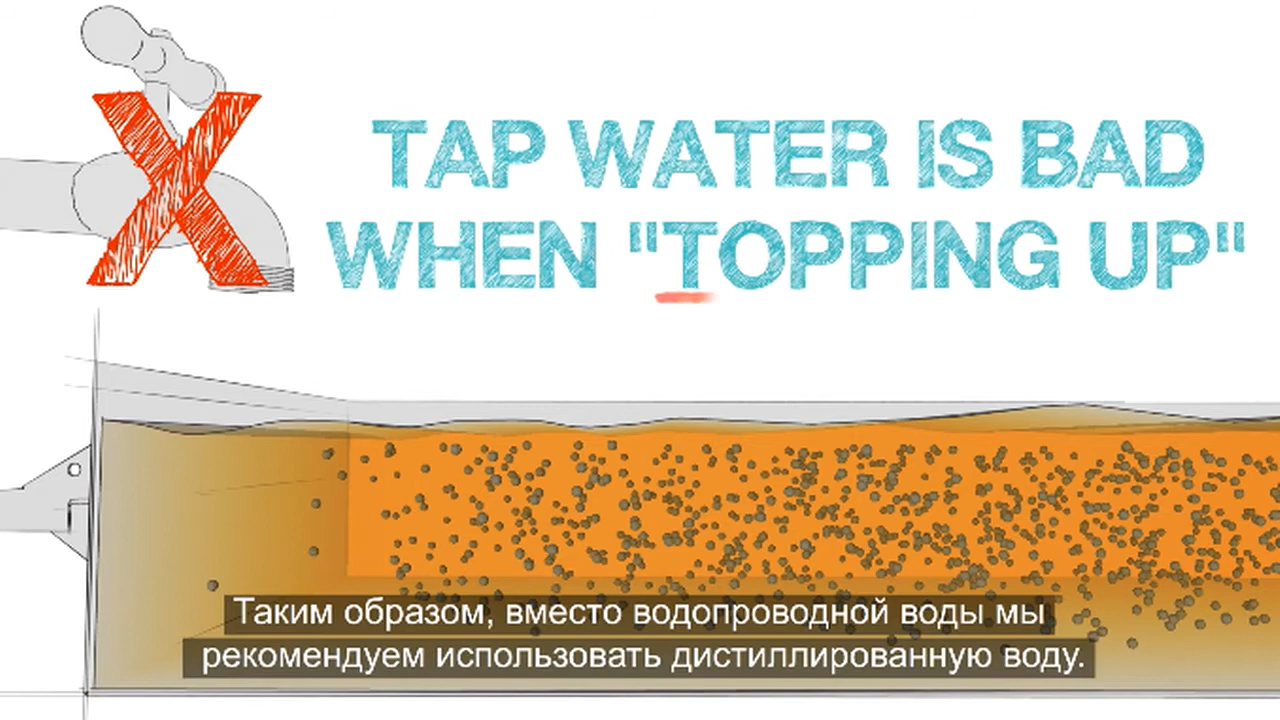 TAP WATER IS BAD
WHEN "TOPPING UP"
Таким образом, вместо водопроводной воды мы
рекомендуем использовать дистиллированную воду.